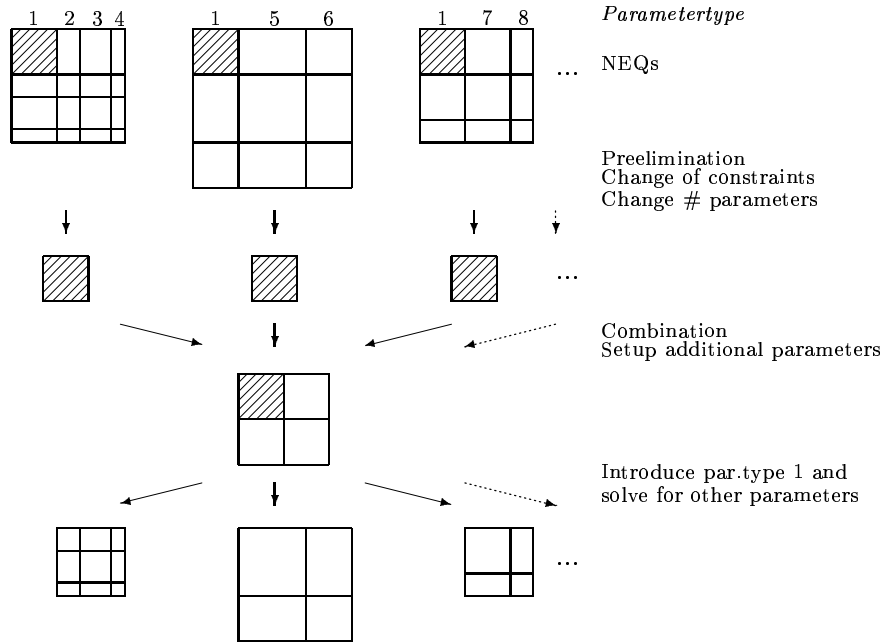 1 2 3 4 1 5 6 1 7 8 Parametertype
... NEQs
Preelimination
Change of constraints
Change # parameters
...
Combination
Setup additional parameters
Introduce par.type 1 and
solve for other parameters
...